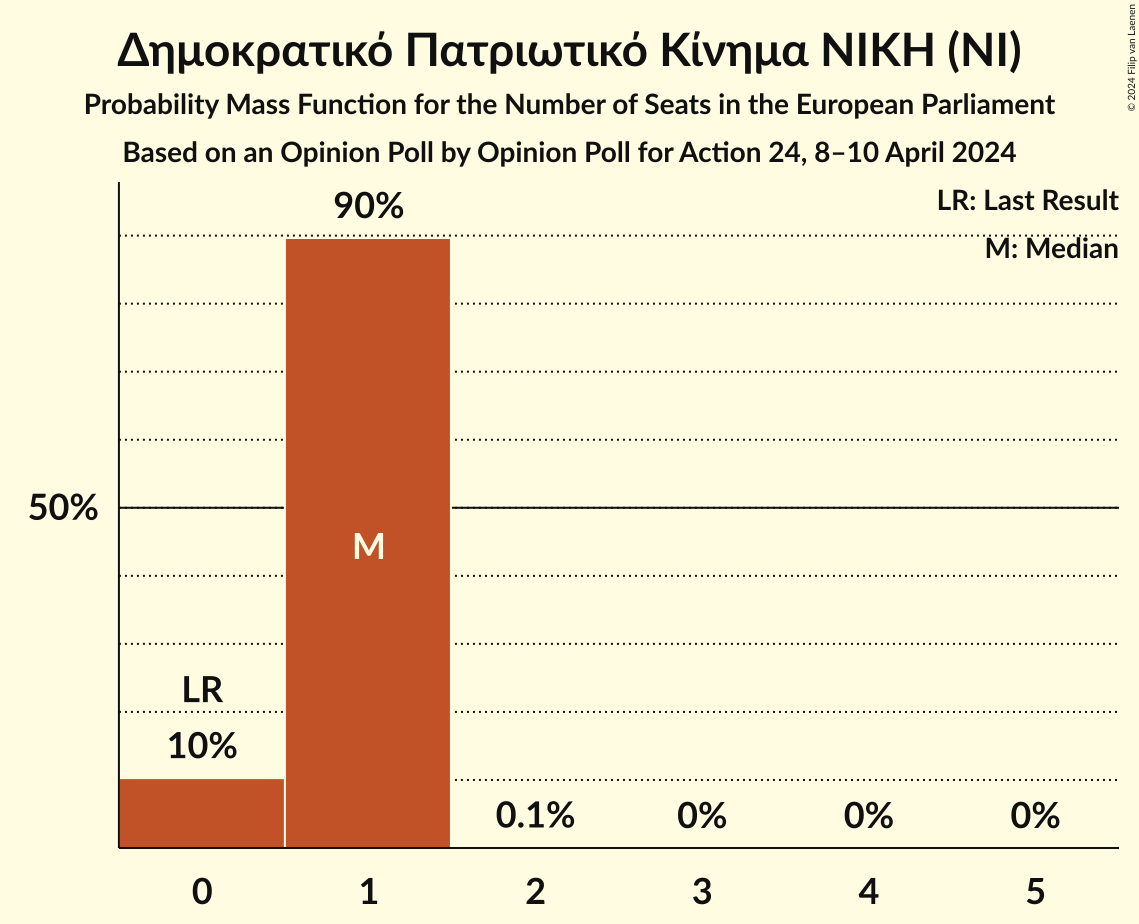 Δημοκρατικό Πατριωτικό Κίνημα ΝΙΚΗ (NI)
Probability Mass Function for the Number of Seats in the European Parliament
Based on an Opinion Poll by Opinion Poll for Action 24, 8–10 April 2024
© 2024 Filip van Laenen
LR: Last Result
M: Median
90%
50%
M
LR
10%
0.1%
0%
0%
0%
0
1
2
3
4
5